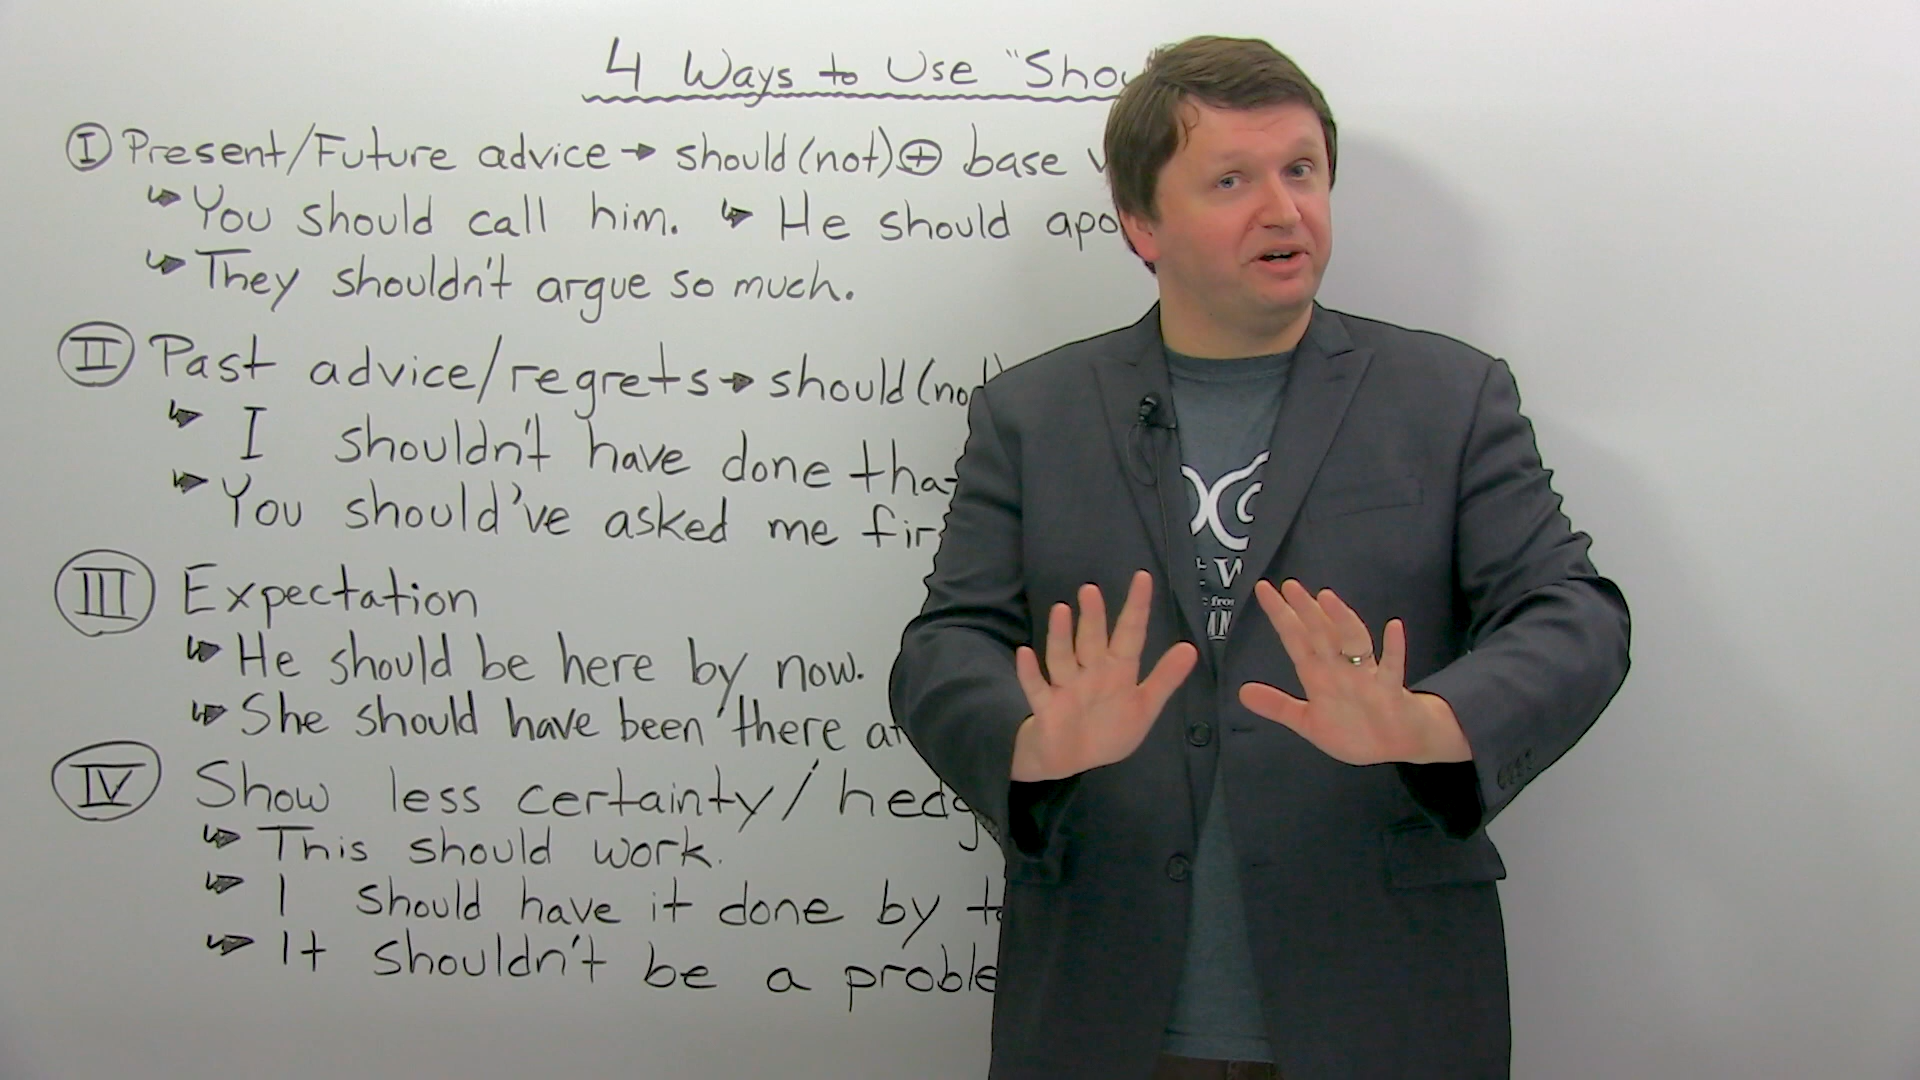 4 Ways to Use "Shou
I Present/Future advice → should (not) + base v
↳ You should call him. ↳ He should apo
↳ They shouldn't argue so much.
II Past advice/regrets → should (not)
↳ I shouldn't have done tha
↳ You should've asked me fir
III Expectation
↳ He should be here by now.
↳ She should have been there at
IV Show less certainty/hedg
↳ This should work.
↳ I should have it done by t
↳ It shouldn't be a proble